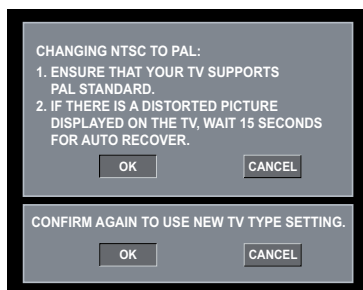 CHANGING NTSC TO PAL:
1. ENSURE THAT YOUR TV SUPPORTS
PAL STANDARD.
2. IF THERE IS A DISTORTED PICTURE
DISPLAYED ON THE TV, WAIT 15 SECONDS
FOR AUTO RECOVER.
OK CANCEL
CONFIRM AGAIN TO USE NEW TV TYPE SETTING.
OK CANCEL